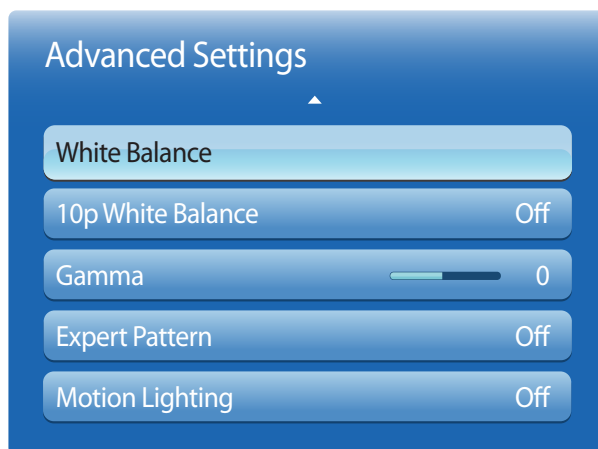 Advanced Settings
White Balance
10p White Balance Off
Gamma 0
Expert Pattern Off
Motion Lighting Off